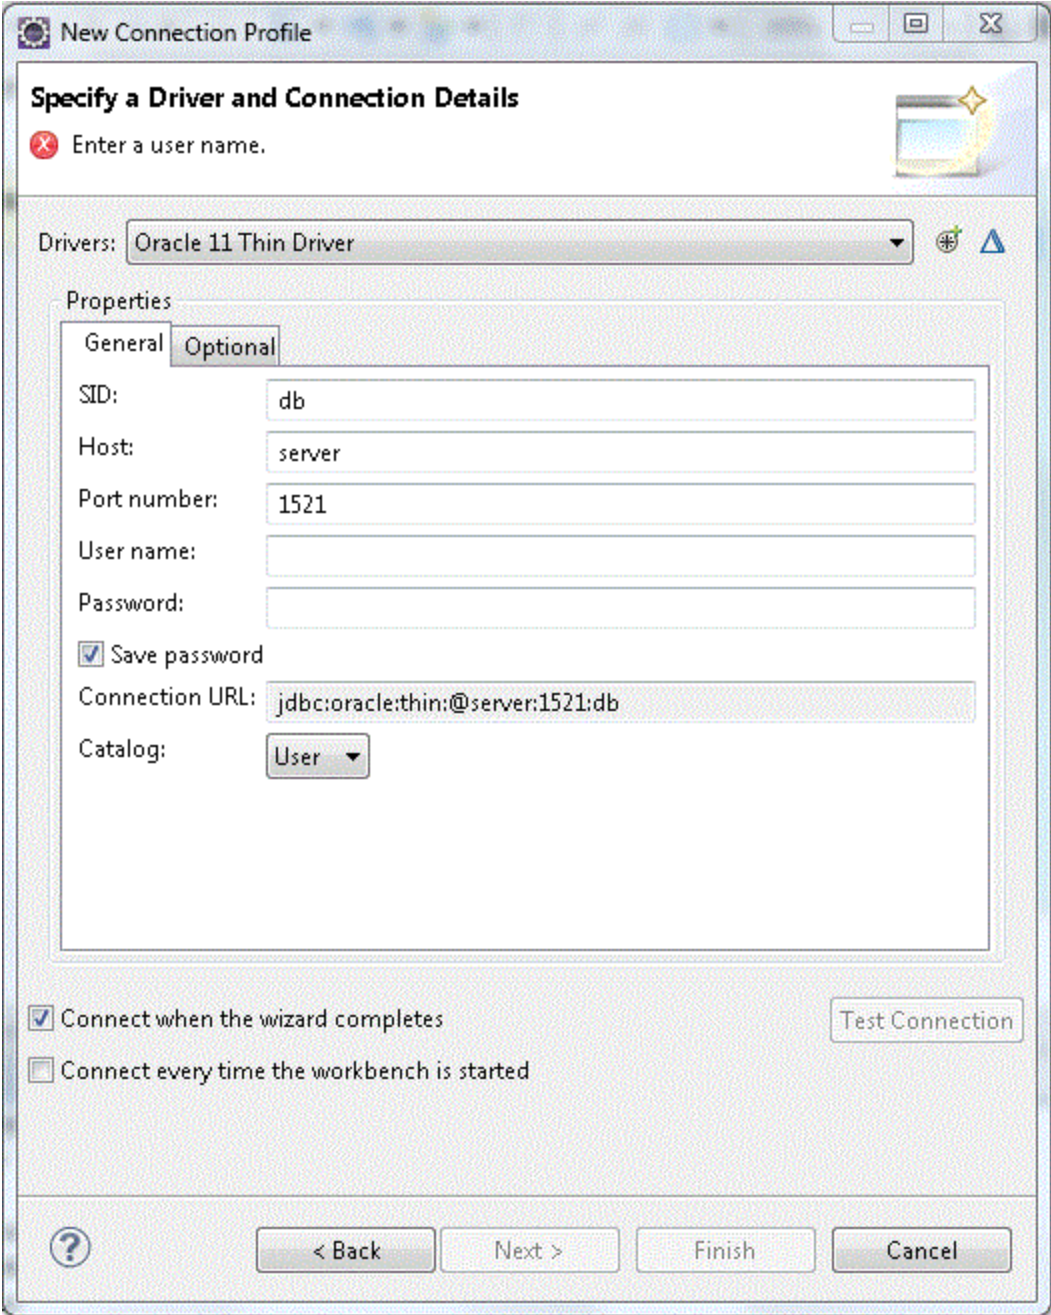 New Connection Profile
Specify a Driver and Connection Details
Enter a user name.
Drivers: Oracle 11 Thin Driver
Properties
General Optional
SID: db
Host: server
Port number: 1521
User name:
Password:
Save password
Connection URL: jdbc:oracle:thin:@server:1521:db
Catalog: User
Connect when the wizard completes Test Connection
Connect every time the workbench is started
? < Back Next > Finish Cancel